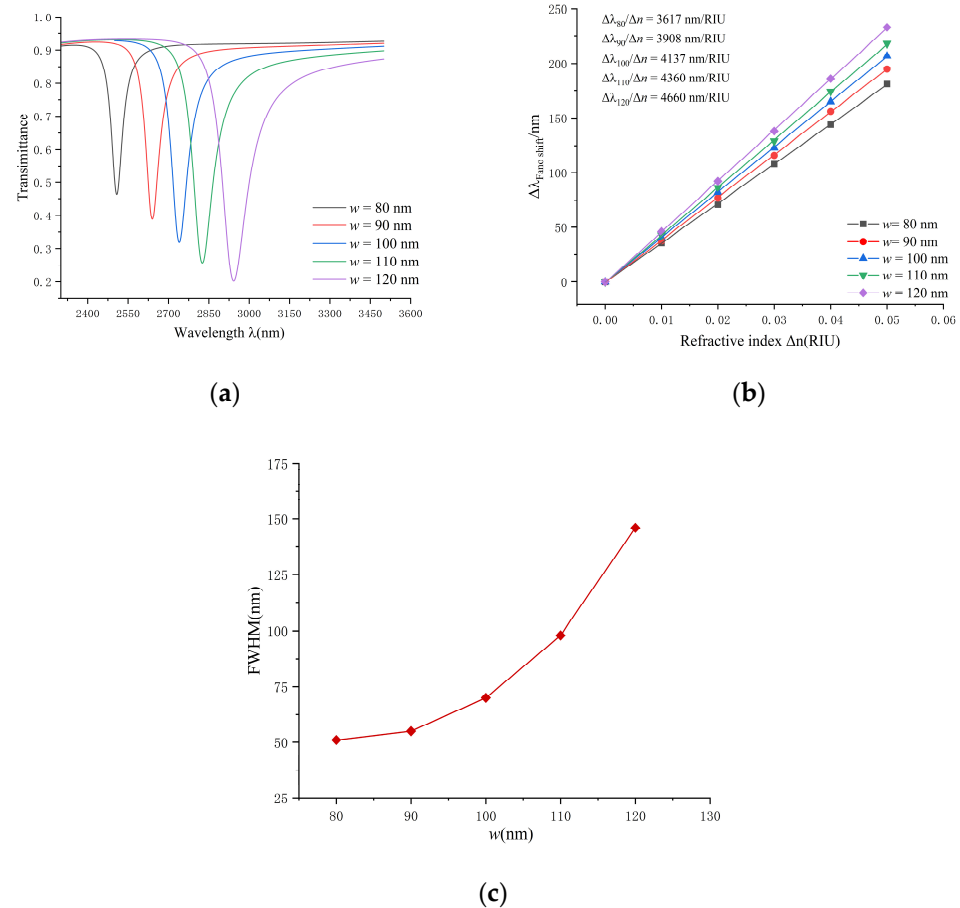 1.0
0.9
0.8
0.7
0.6
0.5
0.4
0.3
0.2
Transimittance
w = 80 nm
w = 90 nm
w = 100 nm
w = 110 nm
w = 120 nm
2400 2550 2700 2850 3000 3150 3300 3450 3600
Wavelength λ(nm)
(a)
250
200
150
100
50
0
ΔλFanc shift/nm
Δλ80/Δn = 3617 nm/RIU
Δλ90/Δn = 3908 nm/RIU
Δλ100/Δn = 4137 nm/RIU
Δλ110/Δn = 4360 nm/RIU
Δλ120/Δn = 4660 nm/RIU
w= 80 nm
w= 90 nm
w = 100 nm
w = 110 nm
w = 120 nm
0.00 0.01 0.02 0.03 0.04 0.05 0.06
Refractive index Δn(RIU)
(b)
175
150
125
100
75
50
25
FWHM(nm)
80 90 100 110 120 130
w(nm)
(c)